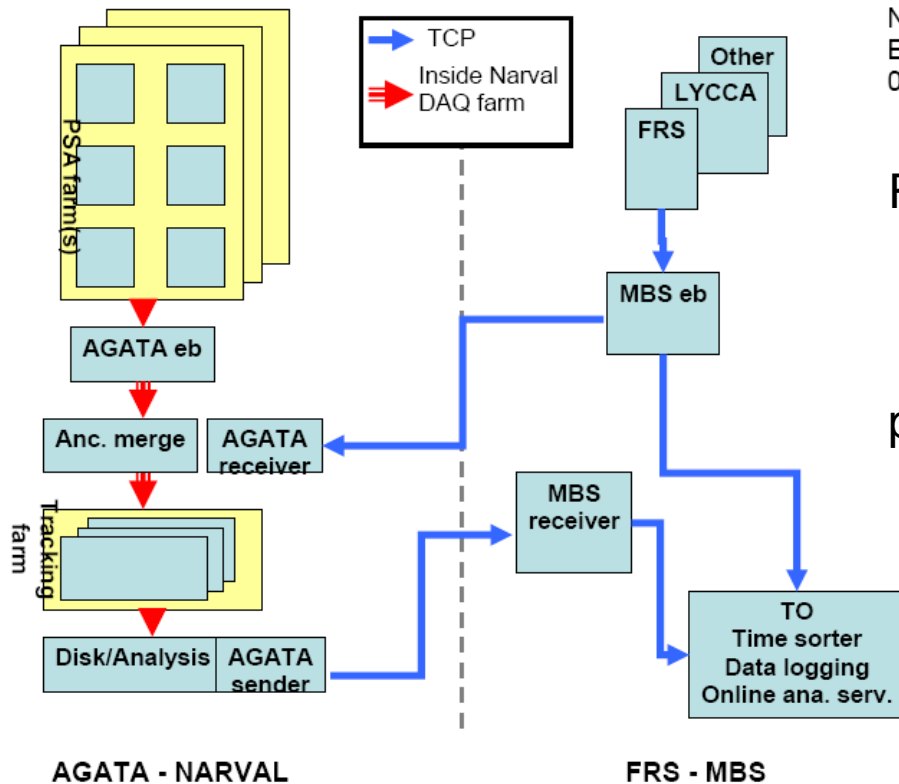 TCP
Inside Narval
DAQ farm
PSA farm(s)
AGATA eb
Anc. merge
AGATA
receiver
Tracking
farm
Disk/Analysis
AGATA
sender
AGATA - NARVAL
Other
LYCCA
FRS
MBS eb
MBS
receiver
TO
Time sorter
Data logging
Online ana. serv.
FRS - MBS